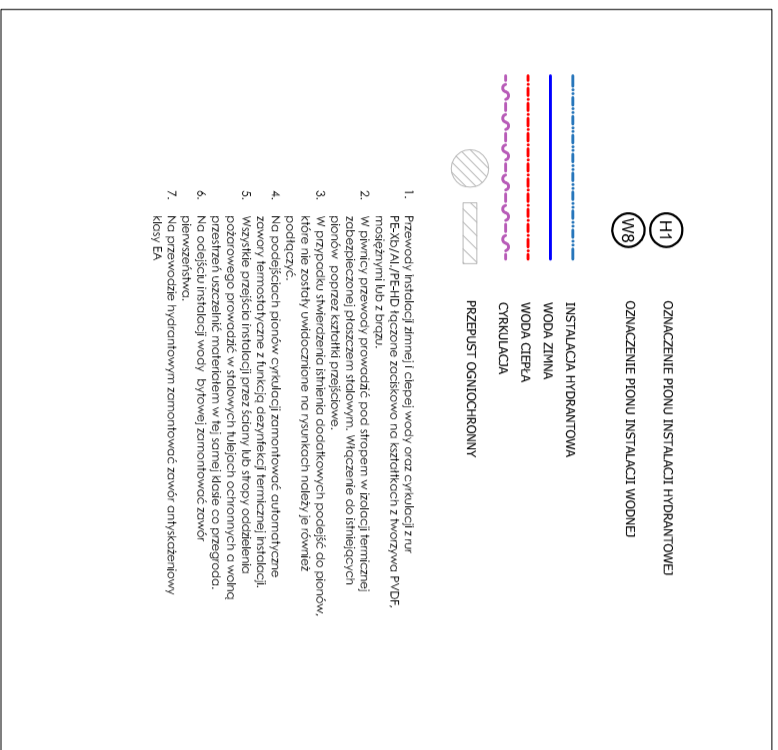 H1 OZNACZENIE PIONU INSTALACJI HYDRANTOWEJ
W8 OZNACZENIE PIONU INSTALACJI WODNEJ
INSTALACJA HYDRANTOWA
WODA ZIMNA
WODA CIEPŁA
CYRKULACJA
PRZEPUST OGNIOCHRONNY
1. Przewody instalacji zimnej i ciepej wody oraz cyrkulacji z rur
PE-Xb/AL/PE-HD łączone zaciskowo na kształtkach z tworzywa PVDF,
mosiężnymi lub z brązu.
2. W piwnicy przewody prowadzić pod stropem w izolacji termicznej
zabezpieczonej płaszczem stalowym. Włączenie do istniejących
pionów poprzez kształtki przejściowe.
3. W przypadku stwierdzenia istnienia dodatkowych podejść do pionów,
które nie zostały uwidocznione na rysunkach należy je również
podłączyć.
4. Na podejściach pionów cyrkulacji zamontować automatyczne
zawory termostatyczne z funkcją dezynfekcji termicznej instalacji.
5. Wszystkie przejścia instalacji przez ściany lub stropy oddzielenia
pożarowego prowadzić w stalowych tulejach ochronnych a wolną
przestrzeń uszczelnić materiałem w tej samej klasie co przegroda.
6. Na odejściu instalacji wody bytowej zamontować zawór
pierwszeństwa.
7. Na przewodzie hydrantowym zamontować zawór antyskażeniowy
klasy EA